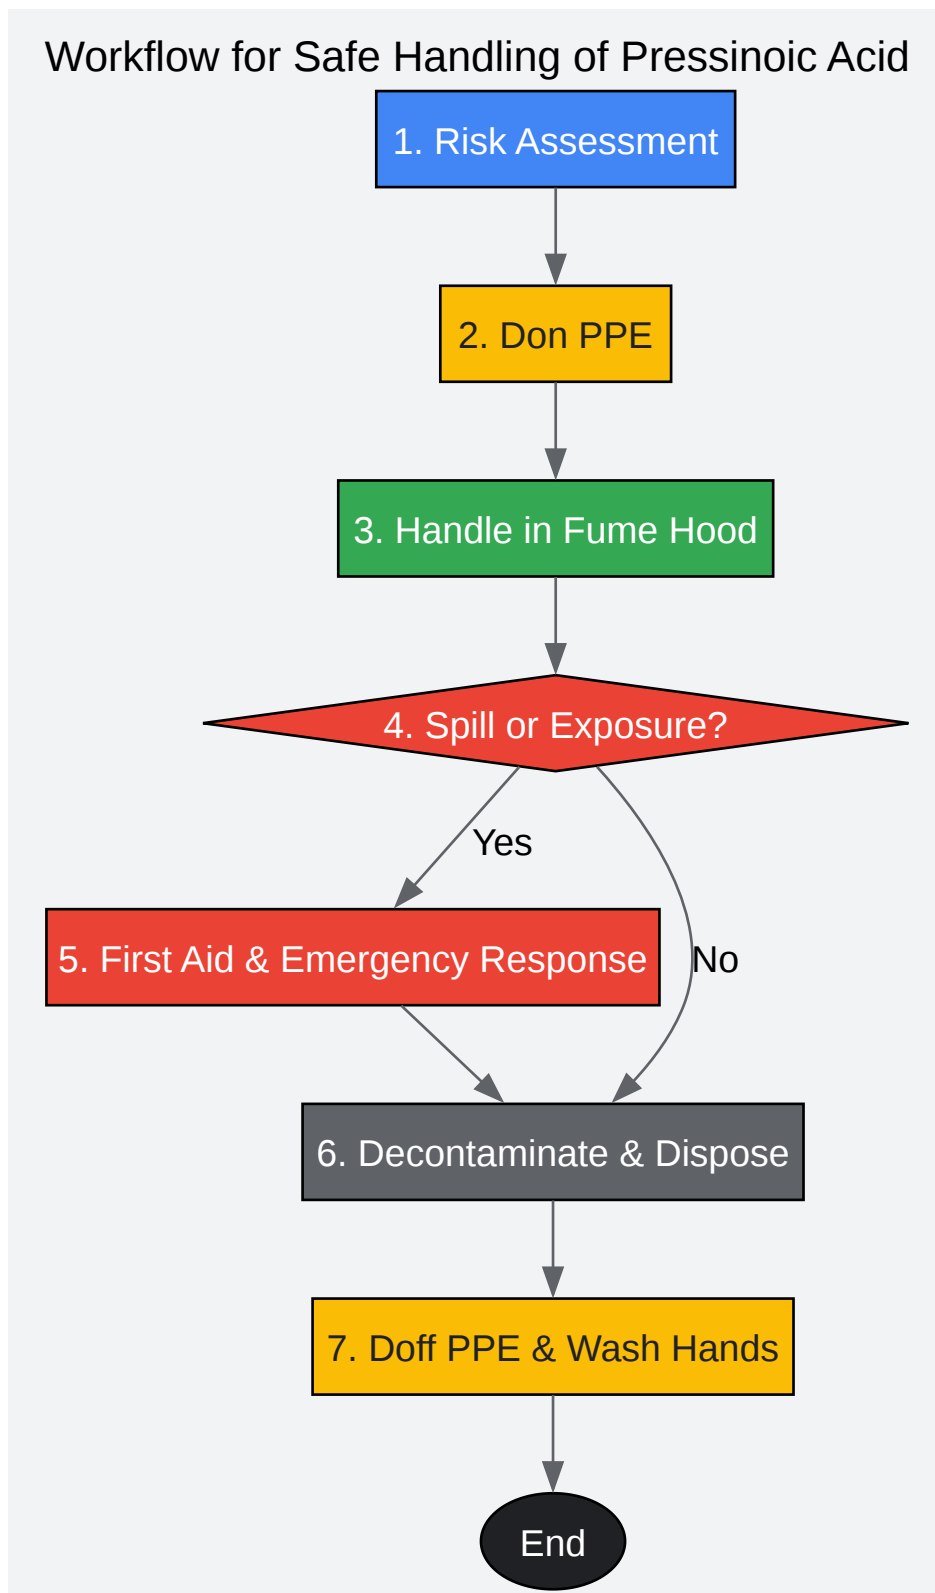 Workflow for Safe Handling of Pressinoic Acid
1. Risk Assessment
2. Don PPE
3. Handle in Fume Hood
4. Spill or Exposure?
Yes
5. First Aid & Emergency Response
No
6. Decontaminate & Dispose
7. Doff PPE & Wash Hands
End